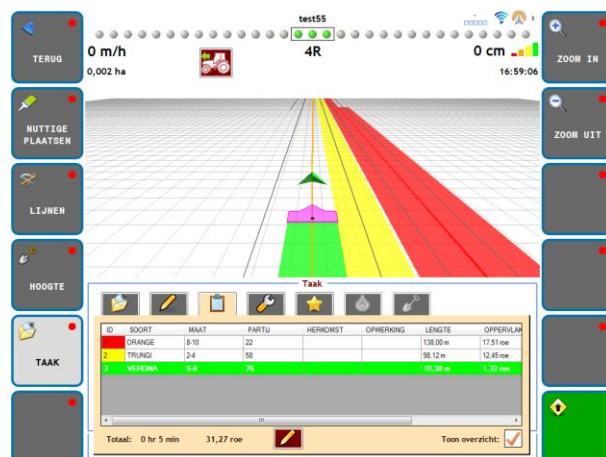 test55
TERUG
0 m/h
4R
0 cm
ZOOM IN
0,002 ha
16:59:06
NUTTIGE
PLAATSEN
ZOOM UIT
LIJNEN
HOOGTE
Taak
TAAK
ID SOORT MAAT PARTIJ HERKOMST OPMERKING LENGTE OPPERVLAK
1 ORANGE 8-10 22 138,00 m 17,51 roe
2 TRUNGI 2-4 58 98,12 m 12,45 roe
3 VERONA 6-8 76 10,38 m 1,32 roe
Totaal: 0 hr 5 min 31,27 roe Toon overzicht: